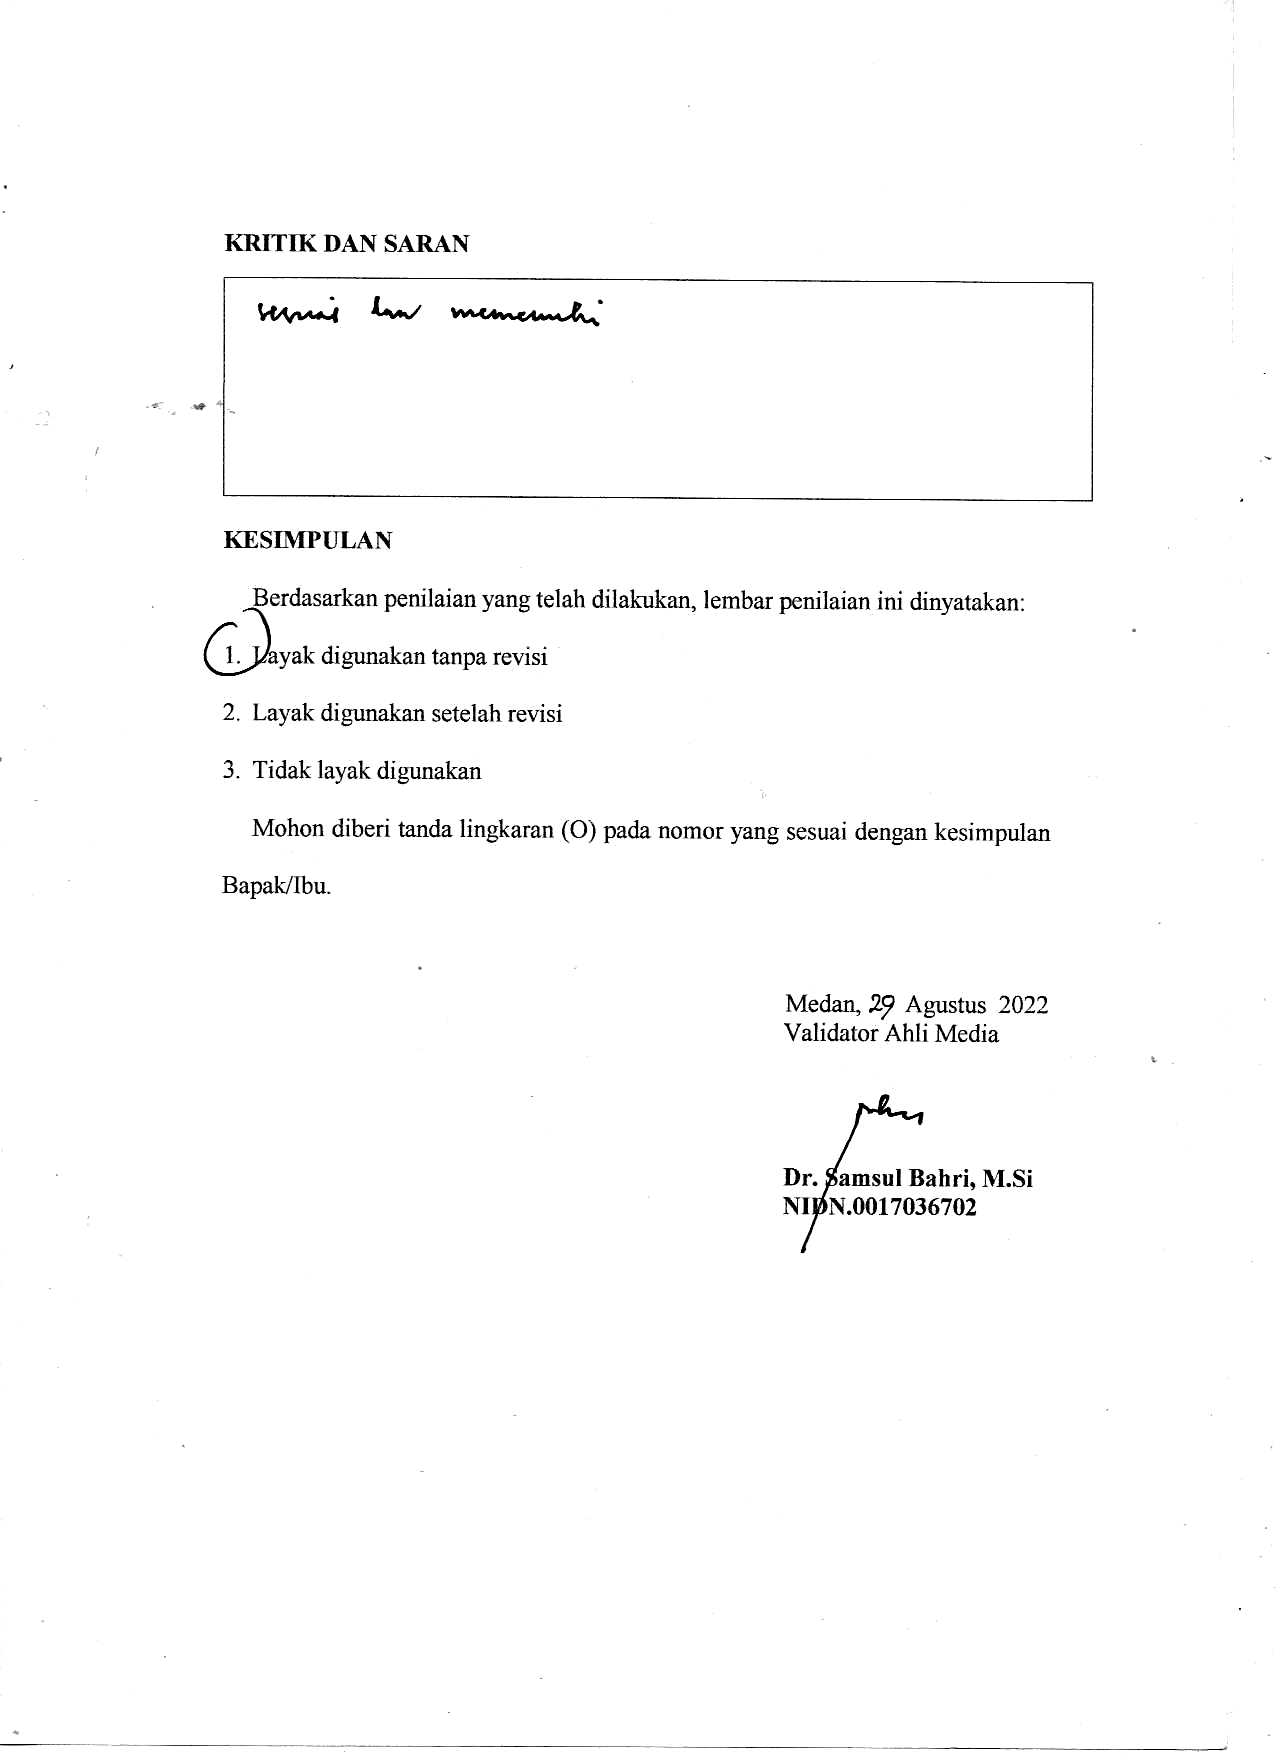 KRITIK DAN SARAN
sesuai dan memenuhi
KESIMPULAN
Berdasarkan penilaian yang telah dilakukan, lembar penilaian ini dinyatakan:
1. Layak digunakan tanpa revisi
2. Layak digunakan setelah revisi
3. Tidak layak digunakan
Mohon diberi tanda lingkaran (O) pada nomor yang sesuai dengan kesimpulan
Bapak/Ibu.
Medan, 29 Agustus 2022
Validator Ahli Media
Dr. Samsul Bahri, M.Si
NIDN.0017036702